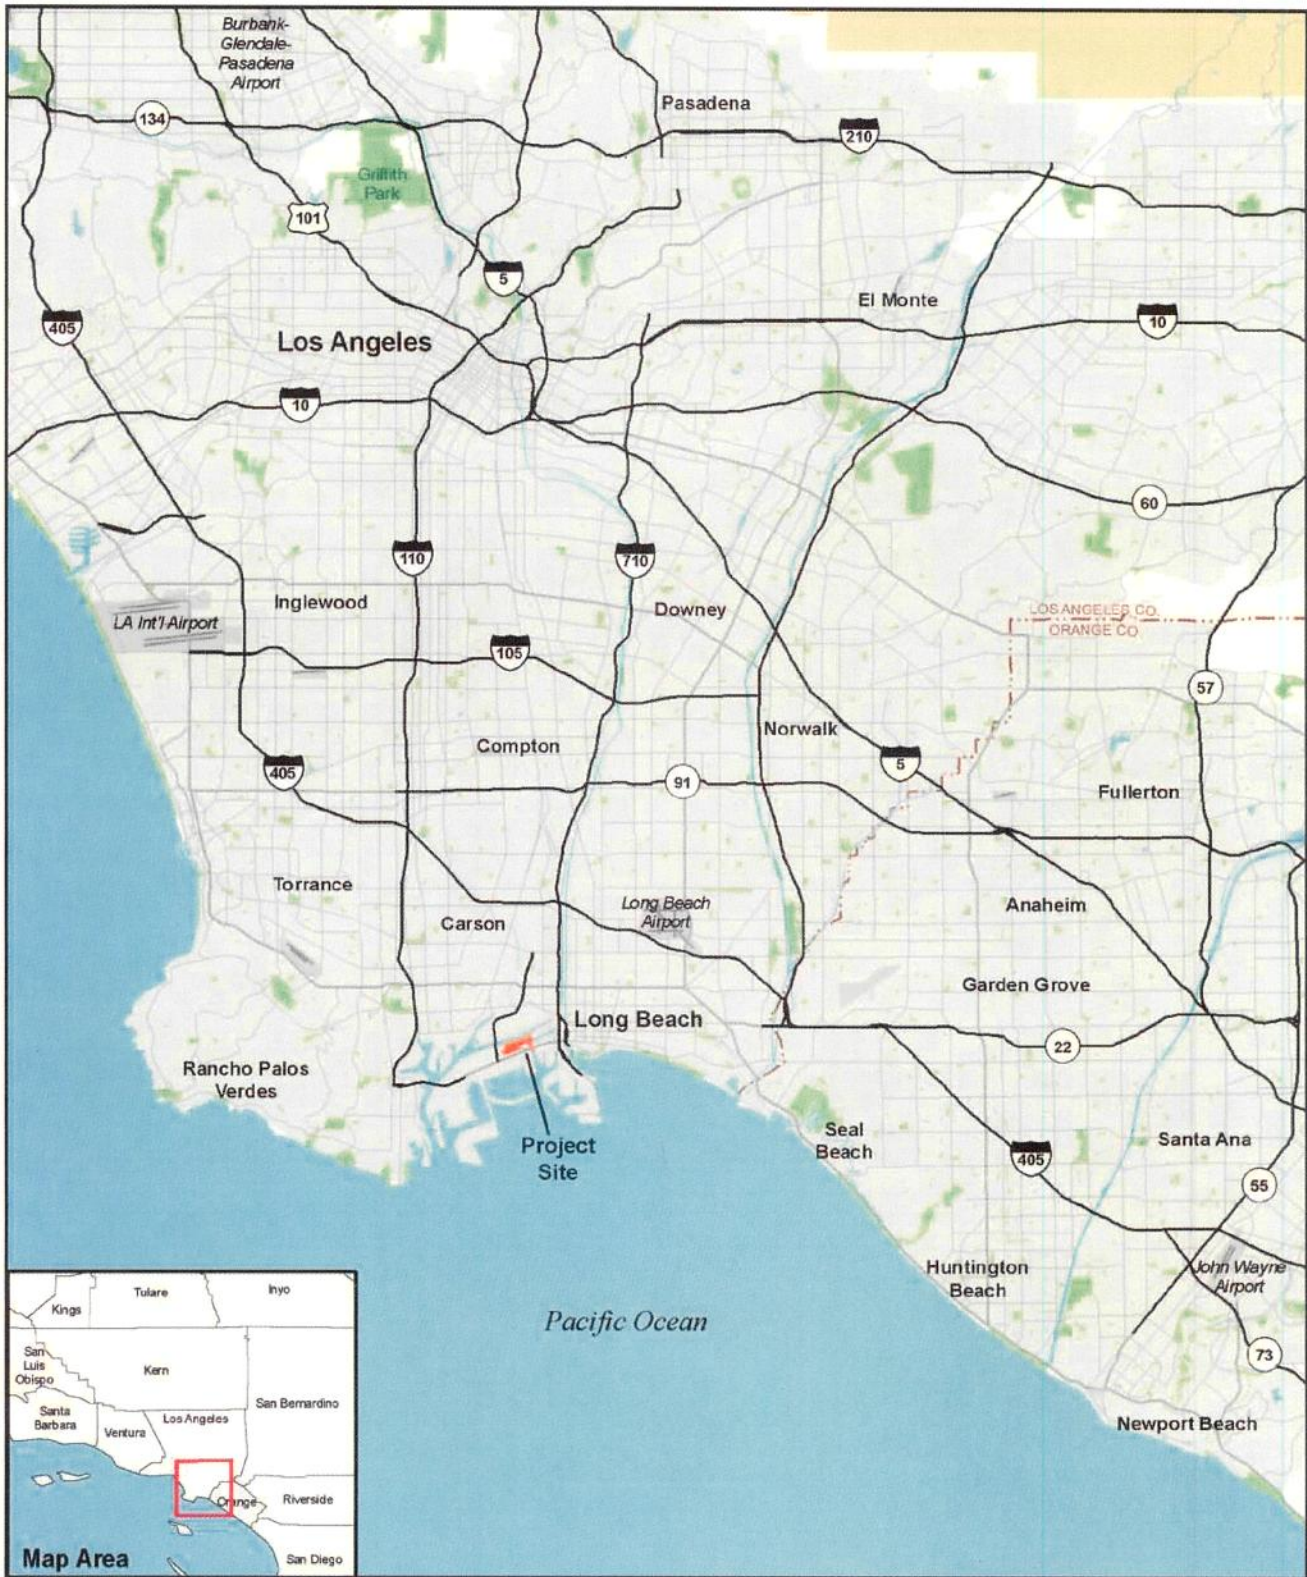 Burbank-
Glendale-
Pasadena
Airport
Pasadena
134
210
Griffith
Park
101
5
El Monte
405
10
Los Angeles
10
60
110
710
Inglewood
Downey
LA Int'l Airport
LOS ANGELES CO.
ORANGE CO
105
57
Norwalk
Compton
405
5
91
Fullerton
Torrance
Long Beach
Airport
Anaheim
Carson
Garden Grove
Long Beach
22
Rancho Palos
Verdes
Project
Site
Seal
Beach
Santa Ana
405
55
Huntington
Beach
John Wayne
Airport
Pacific Ocean
73
Newport Beach
Kings
Tulare
Inyo
San
Luis
Obispo
Kern
San Bernardino
Santa
Barbara
Ventura
Los Angeles
Orange
Riverside
San Diego
Map Area